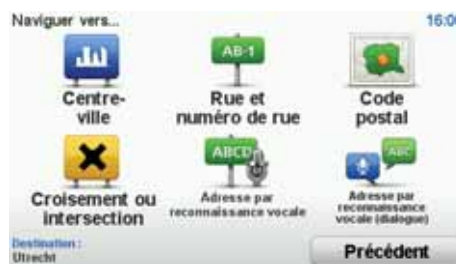 Naviguer vers...
16:0
AB-1
Centre-
ville
Rue et
numéro de rue
Code
postal
ABCD
ABC
Croisement ou
intersection
Adresse par
reconnaissance vocale
Adresse par
reconnaissance
vocale (dialogue)
Destination :
Utrecht
Précédent